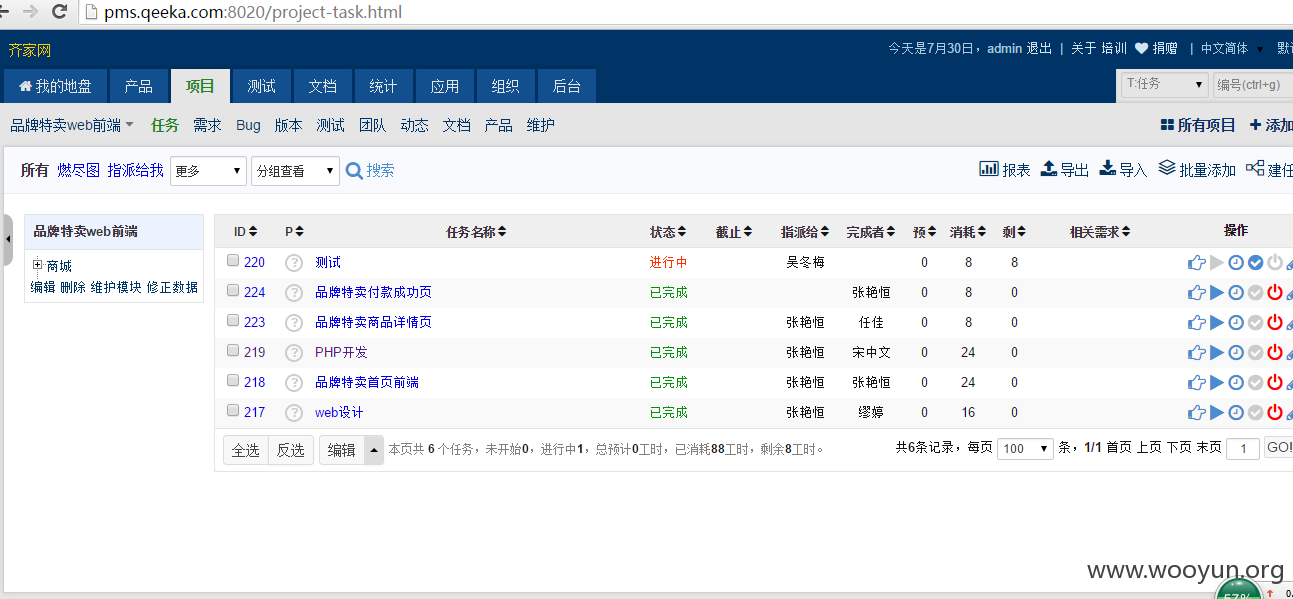 pms.qeeka.com:8020/project-task.html
齐家网 今天是7月30日，admin 退出 | 关于 培训 捐赠 | 中文简体
我的地盘 产品 项目 测试 文档 统计 应用 组织 后台 T:任务 编号(ctrl+g)
品牌特卖web前端 任务 需求 Bug 版本 测试 团队 动态 文档 产品 维护 所有项目 添加
所有 燃尽图 指派给我 更多 分组查看 搜索 报表 导出 导入 批量添加 建任
品牌特卖web前端
商城
编辑 删除 维护模块 修正数据
ID P 任务名称 状态 截止 指派给 完成者 预 消耗 剩 相关需求 操作
220 ? 测试 进行中 吴冬梅 0 8 8
224 ? 品牌特卖付款成功页 已完成 张艳恒 0 8 0
223 ? 品牌特卖商品详情页 已完成 张艳恒 任佳 0 8 0
219 ? PHP开发 已完成 张艳恒 宋中文 0 24 0
218 ? 品牌特卖首页前端 已完成 张艳恒 张艳恒 0 24 0
217 ? web设计 已完成 张艳恒 缪婷 0 16 0
全选 反选 编辑 本页共 6 个任务，未开始0，进行中1，总预计0工时，已消耗88工时，剩余8工时。 共6条记录，每页 100 条，1/1 首页 上页 下页 末页 1 GO!
www.wooyun.org
57%